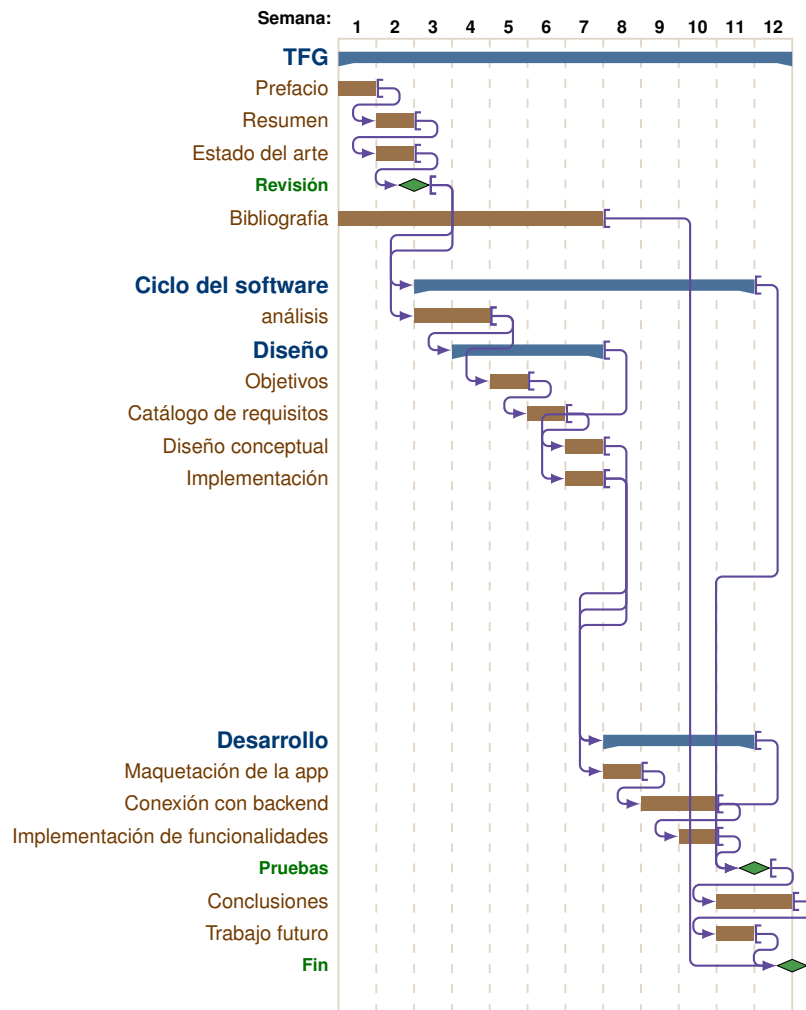 Semana: 1 2 3 4 5 6 7 8 9 10 11 12
TFG
Prefacio
Resumen
Estado del arte
Revisión
Bibliografia
Ciclo del software
análisis
Diseño
Objetivos
Catálogo de requisitos
Diseño conceptual
Implementación
Desarrollo
Maquetación de la app
Conexión con backend
Implementación de funcionalidades
Pruebas
Conclusiones
Trabajo futuro
Fin